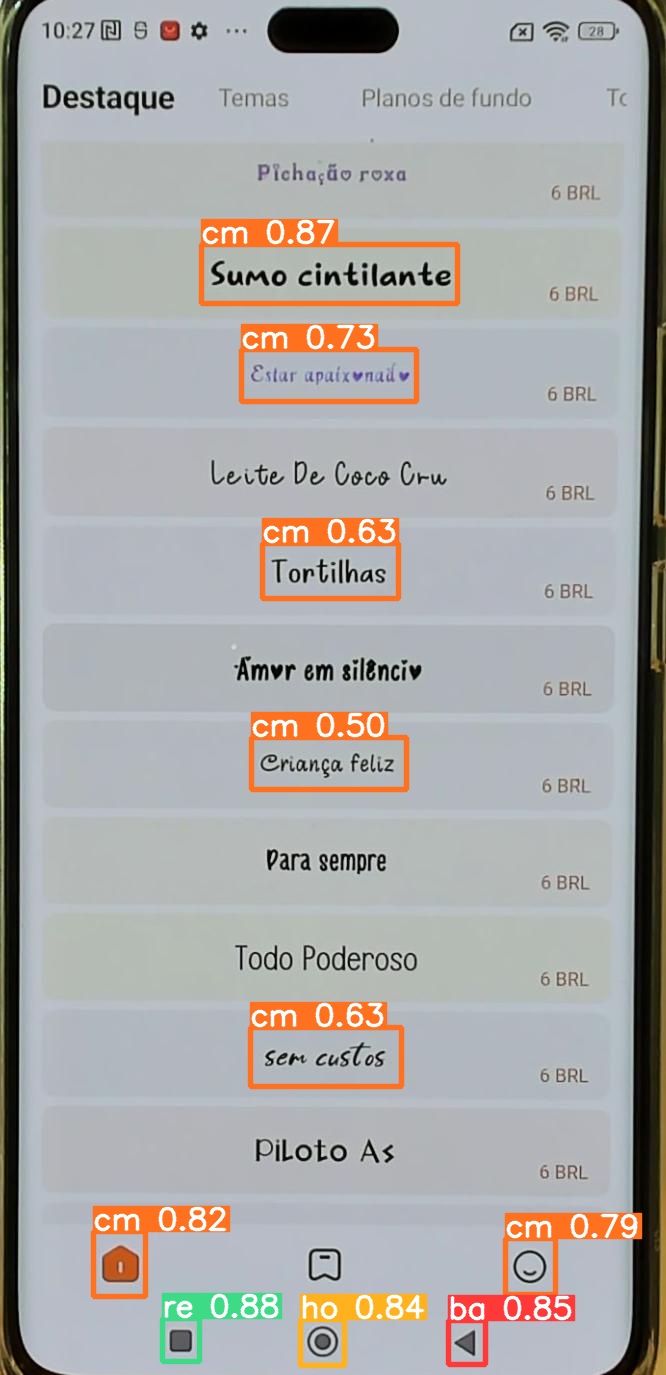 10:27 ... 28
Destaque Temas Planos de fundo
Pichação roxa
6 BRL
cm 0.87
Sumo cintilante
6 BRL
cm 0.73
Estar apaix♥nad♥
6 BRL
Leite De Coco Cru
6 BRL
cm 0.63
Tortilhas
6 BRL
Am♥r em silênci♥
6 BRL
cm 0.50
Criança feliz
6 BRL
Para sempre
6 BRL
Todo Poderoso
6 BRL
cm 0.63
sem custos
6 BRL
Piloto As
6 BRL
cm 0.82
cm 0.79
re 0.88 ho 0.84 ba 0.85